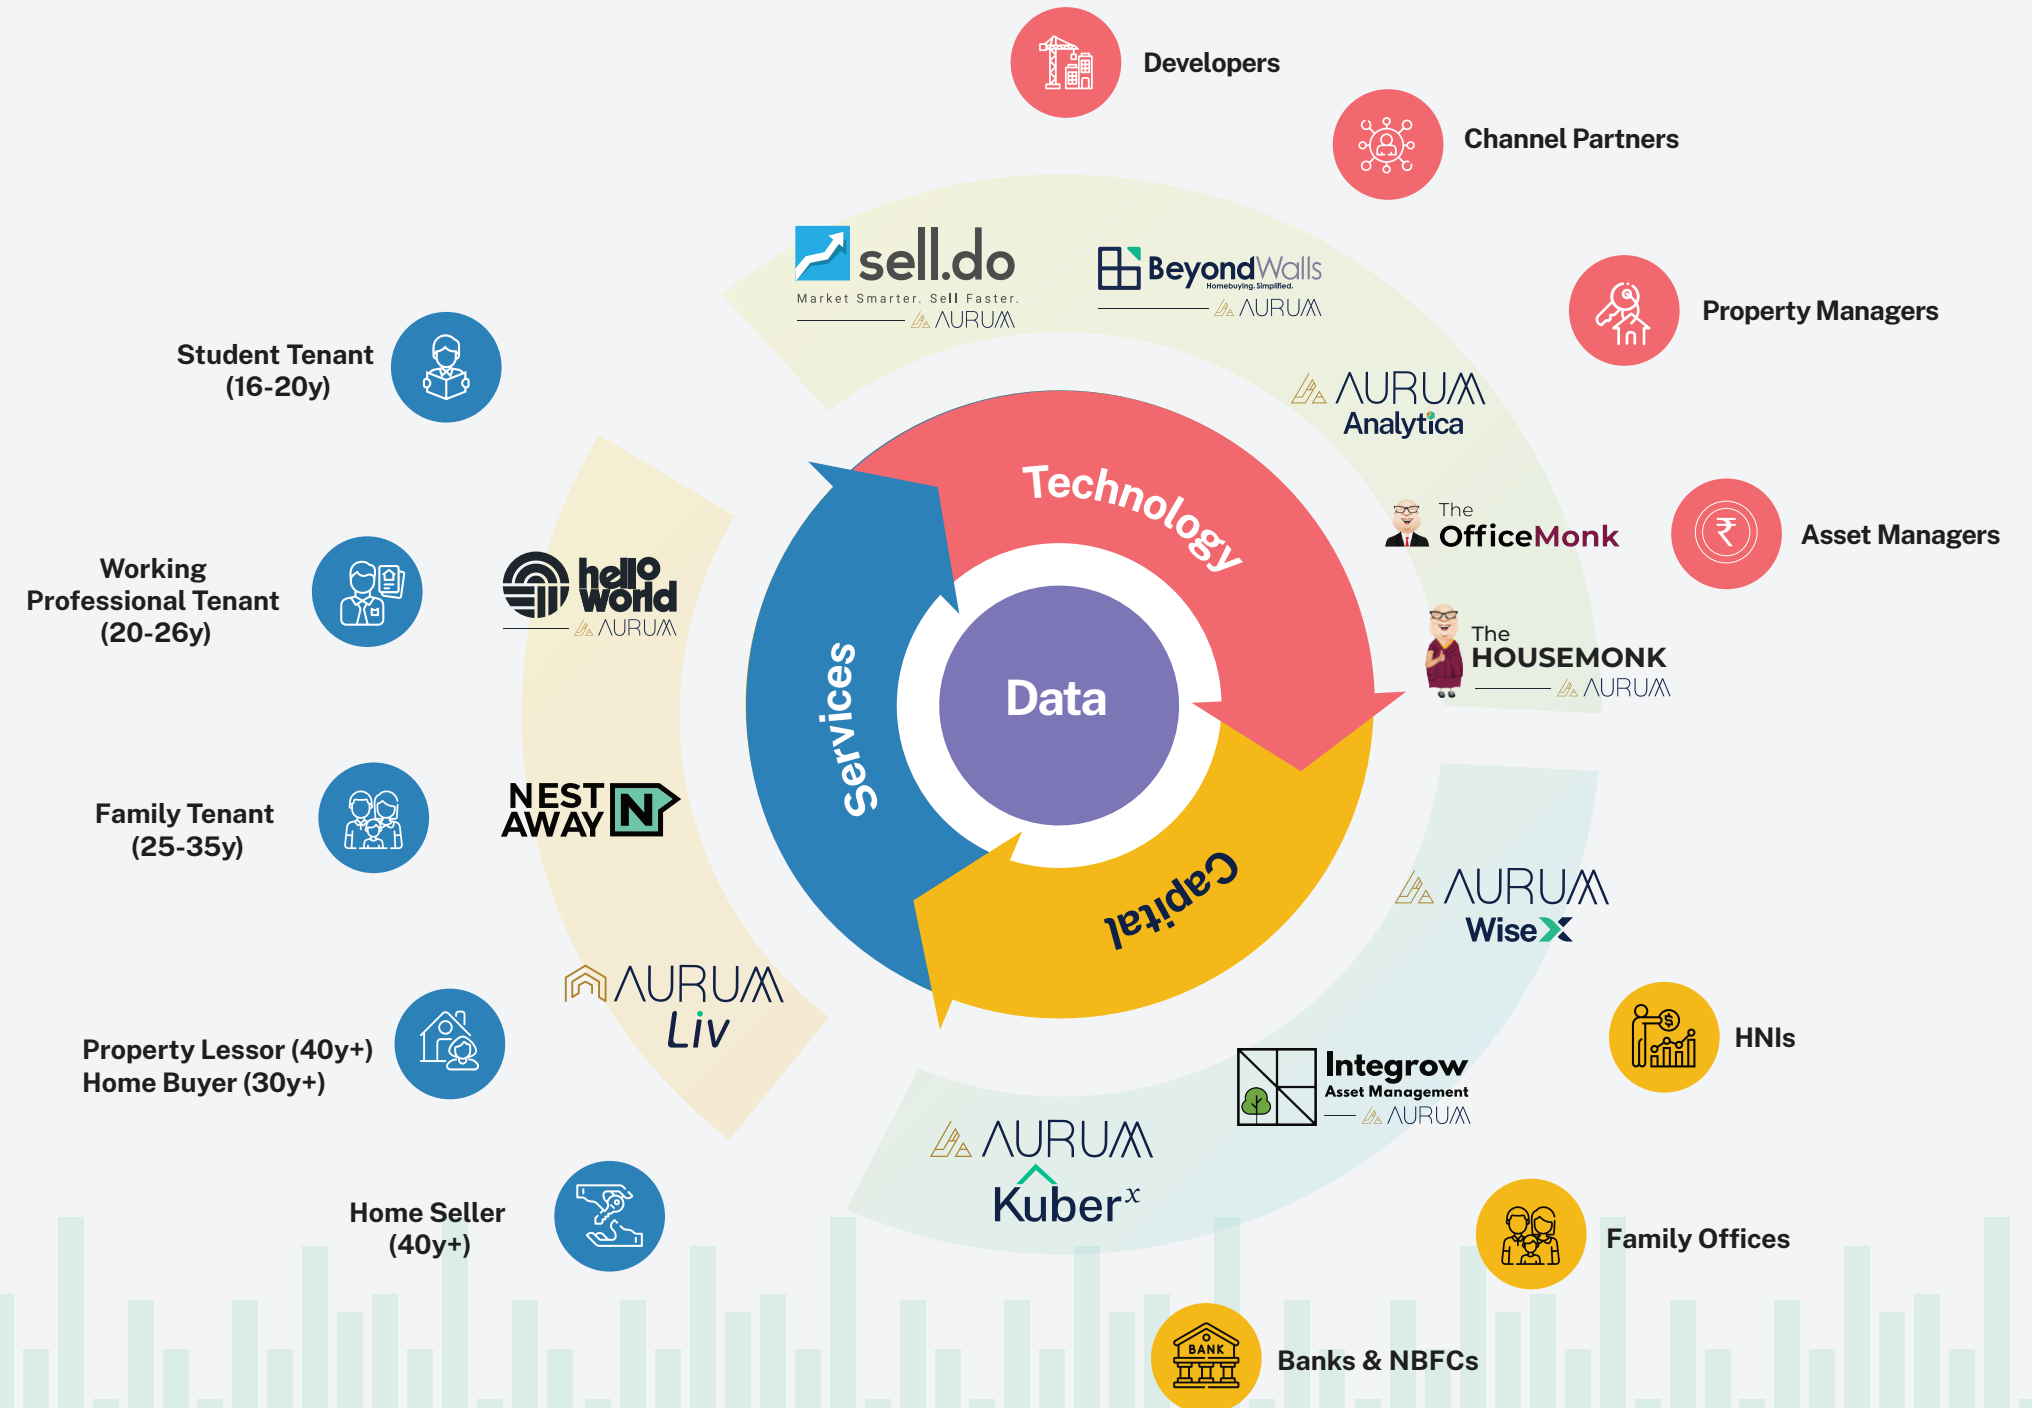 Developers
Channel Partners
Property Managers
Asset Managers
sell.do
Market Smarter. Sell Faster.
AURUM
BeyondWalls
Homebuying. Simplified.
AURUM
AURUM
Analytica
The
OfficeMonk
The
HOUSEMONK
AURUM
Student Tenant
(16-20y)
Working
Professional Tenant
(20-26y)
Family Tenant
(25-35y)
Property Lessor (40y+)
Home Buyer (30y+)
Home Seller
(40y+)
hello
world
AURUM
NEST
AWAY
N
AURUM
Liv
Technology
Services
Capital
Data
₹
AURUM
WiseX
Integrow
Asset Management
AURUM
AURUM
Kuber x
$
HNIs
Family Offices
BANK
Banks & NBFCs